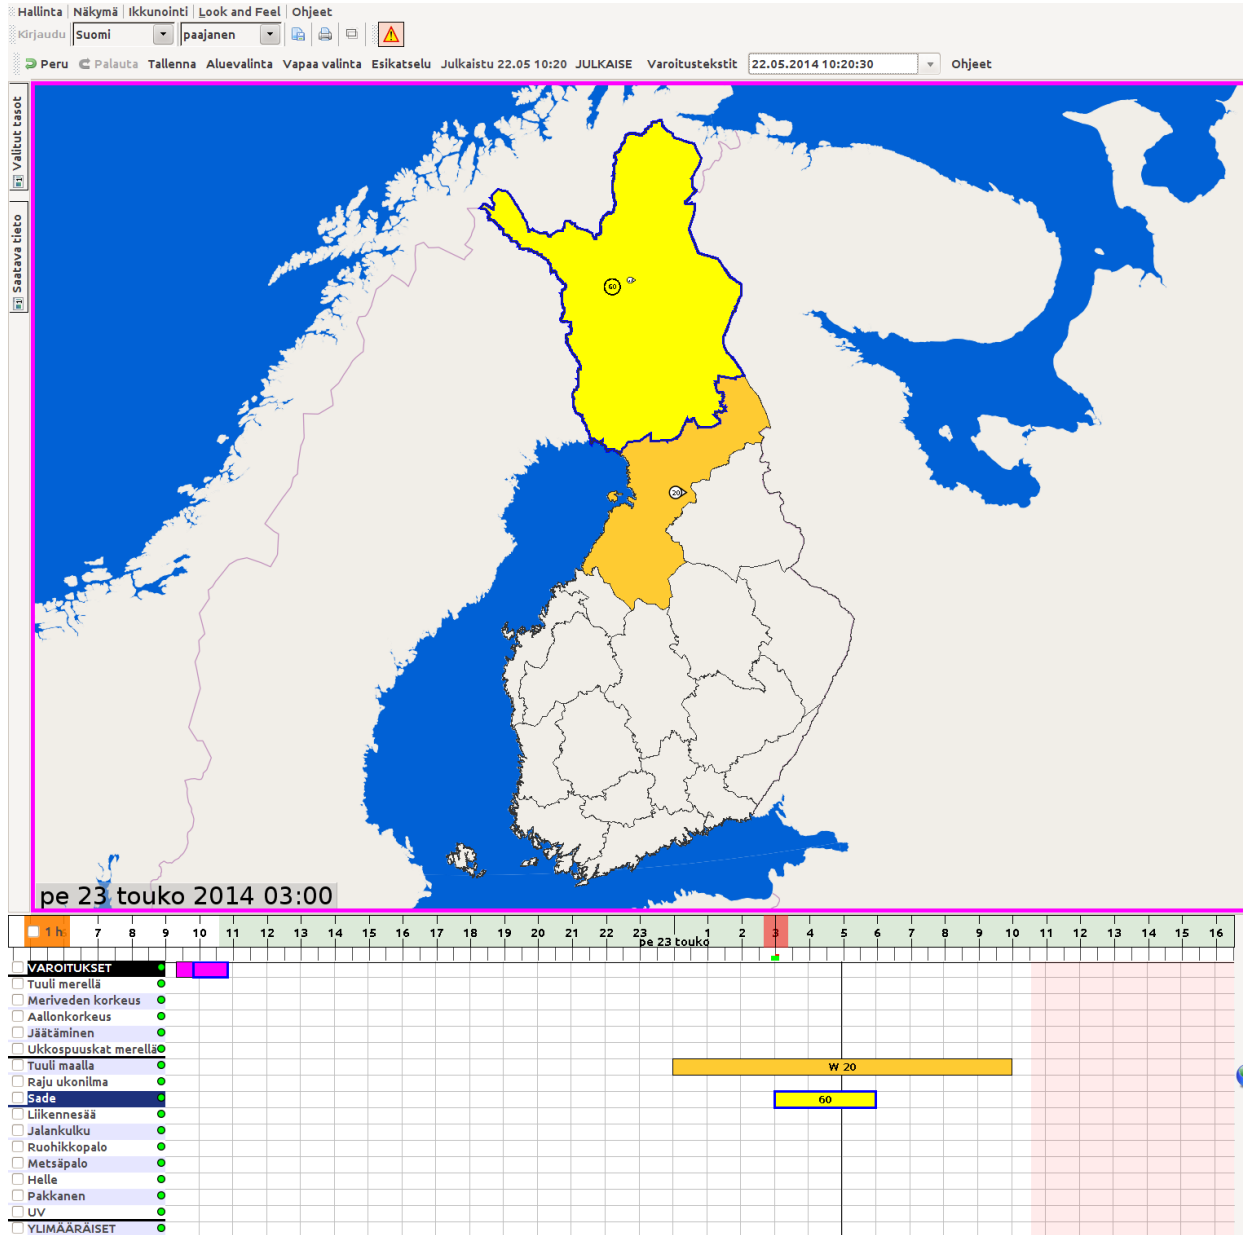 Hallinta Näkymä Ikkunointi Look and Feel Ohjeet
Kirjaudu Suomi paajanen
Peru Palauta Tallenna Aluevalinta Vapaa valinta Esikatselu Julkaistu 22.05 10:20 JULKAISE Varoitustekstit 22.05.2014 10:20:30 Ohjeet
Valitut tasot
Saatava tieto
60
20
pe 23 touko 2014 03:00
1 h 7 8 9 10 11 12 13 14 15 16 17 18 19 20 21 22 23 1 2 3 4 5 6 7 8 9 10 11 12 13 14 15 16
pe 23 touko
VAROITUKSET
Tuuli merellä
Meriveden korkeus
Aallonkorkeus
Jäätäminen
Ukkospuuskat merellä
Tuuli maalla W 20
Raju ukonilma
Sade 60
Liikennesää
Jalankulku
Ruohikkopalo
Metsäpalo
Helle
Pakkanen
UV
YLIMÄÄRÄISET